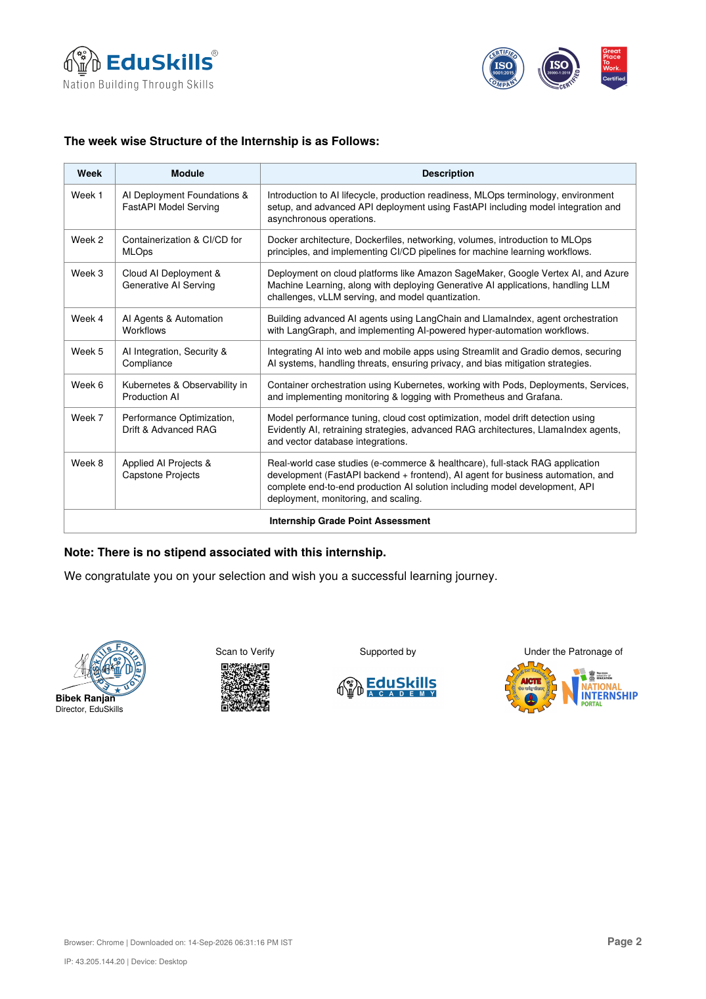 EduSkills®
Nation Building Through Skills
CERTIFIED
ISO
9001:2015
COMPANY
ISO
20000-1:2018
CERTIFIED
Great
Place
To
Work.
Certified
The week wise Structure of the Internship is as Follows:
Week Module Description
Week 1 AI Deployment Foundations & FastAPI Model Serving
Introduction to AI lifecycle, production readiness, MLOps terminology, environment
setup, and advanced API deployment using FastAPI including model integration and
asynchronous operations.
Week 2 Containerization & CI/CD for MLOps
Docker architecture, Dockerfiles, networking, volumes, introduction to MLOps
principles, and implementing CI/CD pipelines for machine learning workflows.
Week 3 Cloud AI Deployment & Generative AI Serving
Deployment on cloud platforms like Amazon SageMaker, Google Vertex AI, and Azure
Machine Learning, along with deploying Generative AI applications, handling LLM
challenges, vLLM serving, and model quantization.
Week 4 AI Agents & Automation Workflows
Building advanced AI agents using LangChain and LlamaIndex, agent orchestration
with LangGraph, and implementing AI-powered hyper-automation workflows.
Week 5 AI Integration, Security & Compliance
Integrating AI into web and mobile apps using Streamlit and Gradio demos, securing
AI systems, handling threats, ensuring privacy, and bias mitigation strategies.
Week 6 Kubernetes & Observability in Production AI
Container orchestration using Kubernetes, working with Pods, Deployments, Services,
and implementing monitoring & logging with Prometheus and Grafana.
Week 7 Performance Optimization, Drift & Advanced RAG
Model performance tuning, cloud cost optimization, model drift detection using
Evidently AI, retraining strategies, advanced RAG architectures, LlamaIndex agents,
and vector database integrations.
Week 8 Applied AI Projects & Capstone Projects
Real-world case studies (e-commerce & healthcare), full-stack RAG application
development (FastAPI backend + frontend), AI agent for business automation, and
complete end-to-end production AI solution including model development, API
deployment, monitoring, and scaling.
Internship Grade Point Assessment
Note: There is no stipend associated with this internship.
We congratulate you on your selection and wish you a successful learning journey.
EduSkills Foundation
Bibek Ranjan
Director, EduSkills
Scan to Verify
Supported by
EduSkills
ACADEMY
Under the Patronage of
AICTE
MINISTRY OF
EDUCATION
NATIONAL
INTERNSHIP
PORTAL
Browser: Chrome | Downloaded on: 14-Sep-2026 06:31:16 PM IST
Page 2
IP: 43.205.144.20 | Device: Desktop